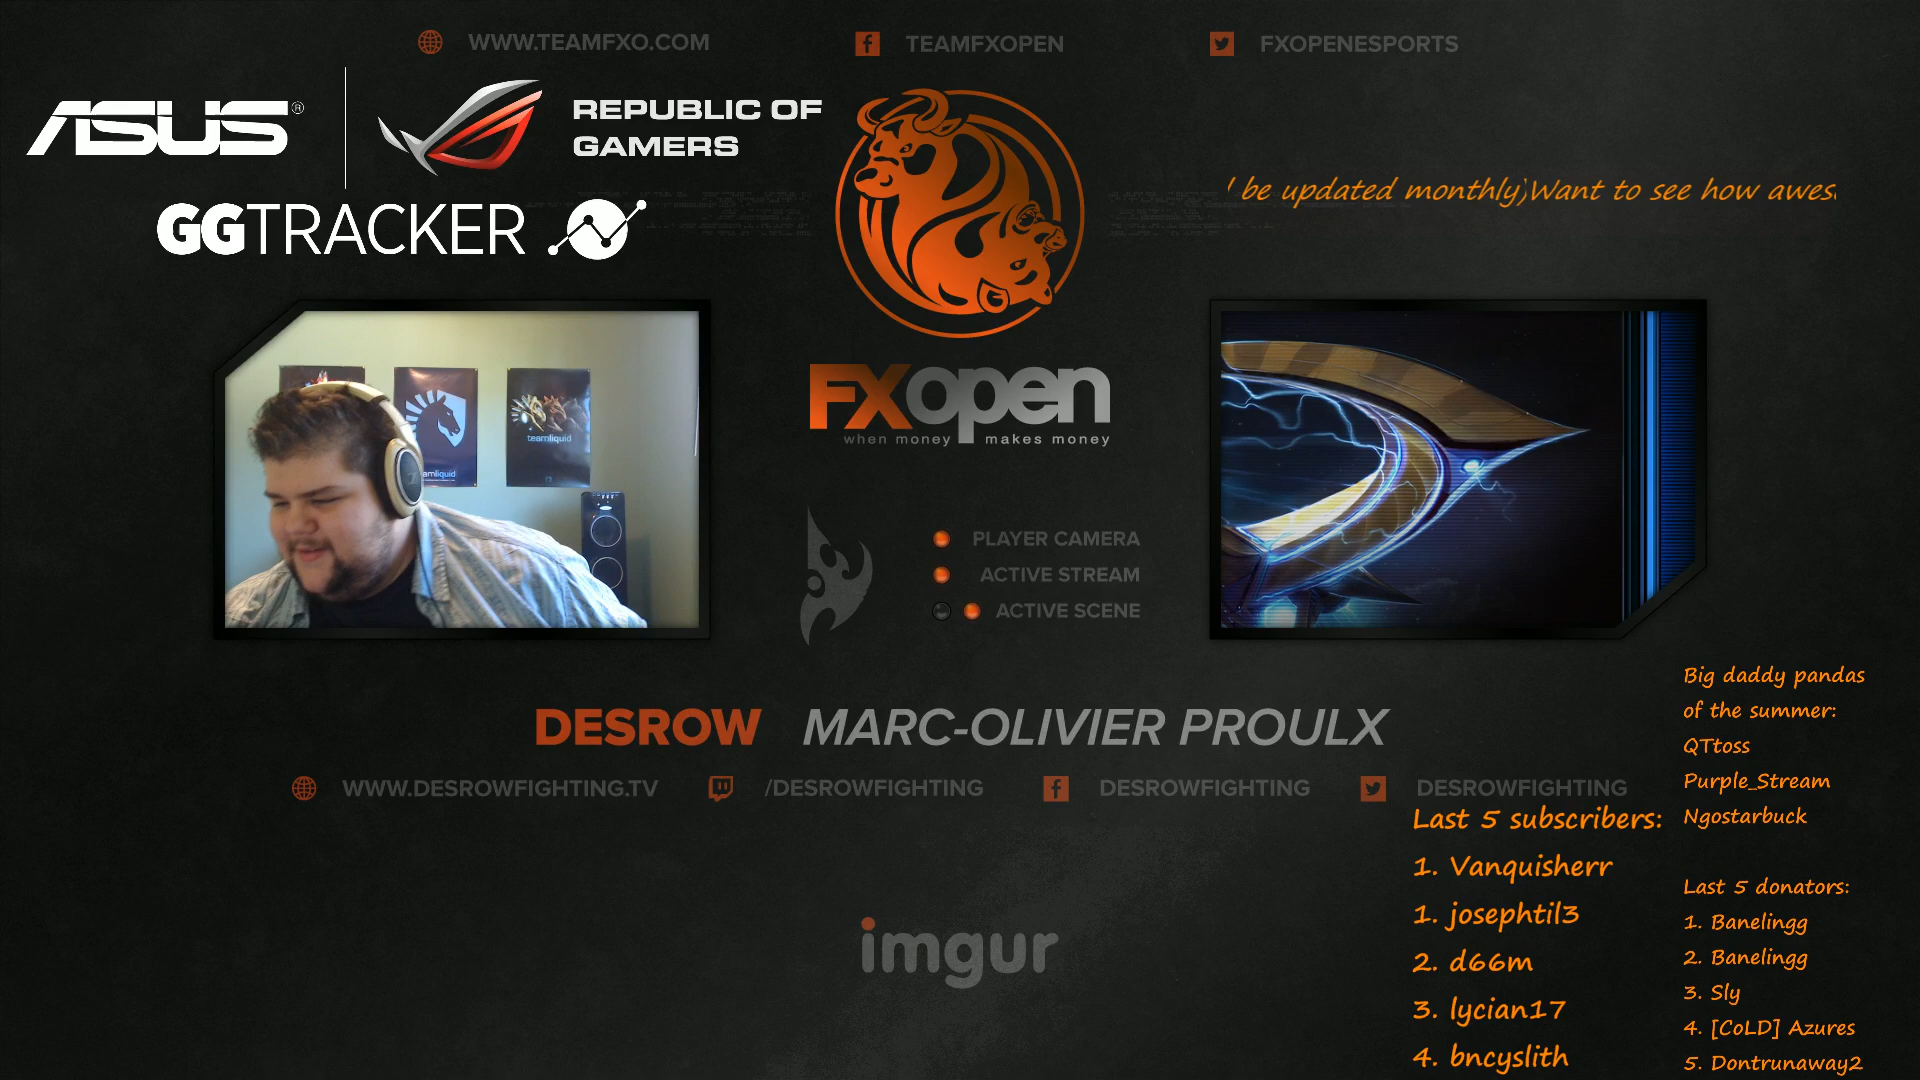 WWW.TEAMFXO.COM
TEAMFXOPEN
FXOPENESPORTS
ASUS®
REPUBLIC OF
GAMERS
GGTRACKER
be updated monthly)Want to see how awes
FXopen
when money makes money
teamliquid
amliquid
PLAYER CAMERA
ACTIVE STREAM
ACTIVE SCENE
DESROW MARC-OLIVIER PROULX
WWW.DESROWFIGHTING.TV
/DESROWFIGHTING
DESROWFIGHTING
DESROWFIGHTING
imgur
Last 5 subscribers:
1. Vanquisherr
1. josephtil3
2. d66m
3. lycian17
4. bncyslith
Big daddy pandas
of the summer:
QTtoss
Purple_Stream
Ngostarbuck
Last 5 donators:
1. Banelingg
2. Banelingg
3. Sly
4. [CoLD] Azures
5. Dontrunaway2